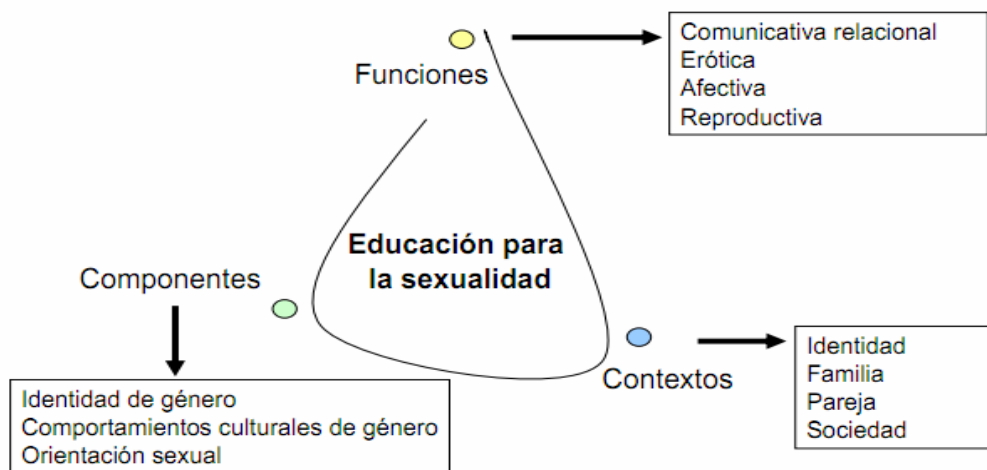 Funciones
Comunicativa relacional
Erótica
Afectiva
Reproductiva
Educación para
la sexualidad
Componentes
Identidad de género
Comportamientos culturales de género
Orientación sexual
Contextos
Identidad
Familia
Pareja
Sociedad